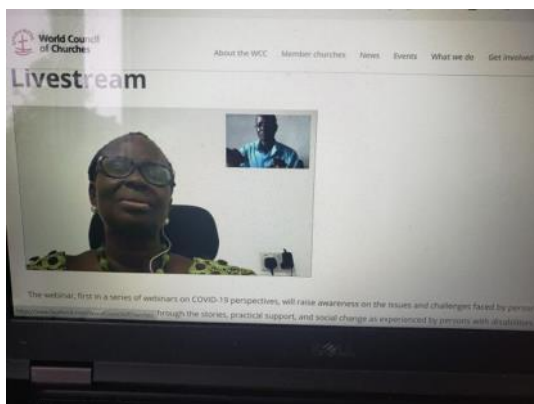 World Council
of Churches
About the WCC Member churches News Events What we do Get involved
Livestream
The webinar, first in a series of webinars on COVID-19 perspectives, will raise awareness on the issues and challenges faced by person
through the stories, practical support, and social change as experienced by persons with disabilities
DELL